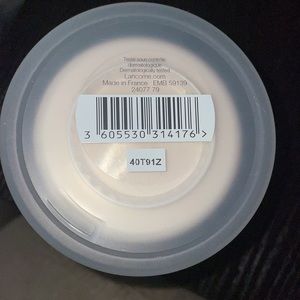 Testé sous contrôle
dermatologique
Dermatologically tested
Lancome.com
Made in France EMB 59139
24077 79
3 605530 314176 >
40T91Z